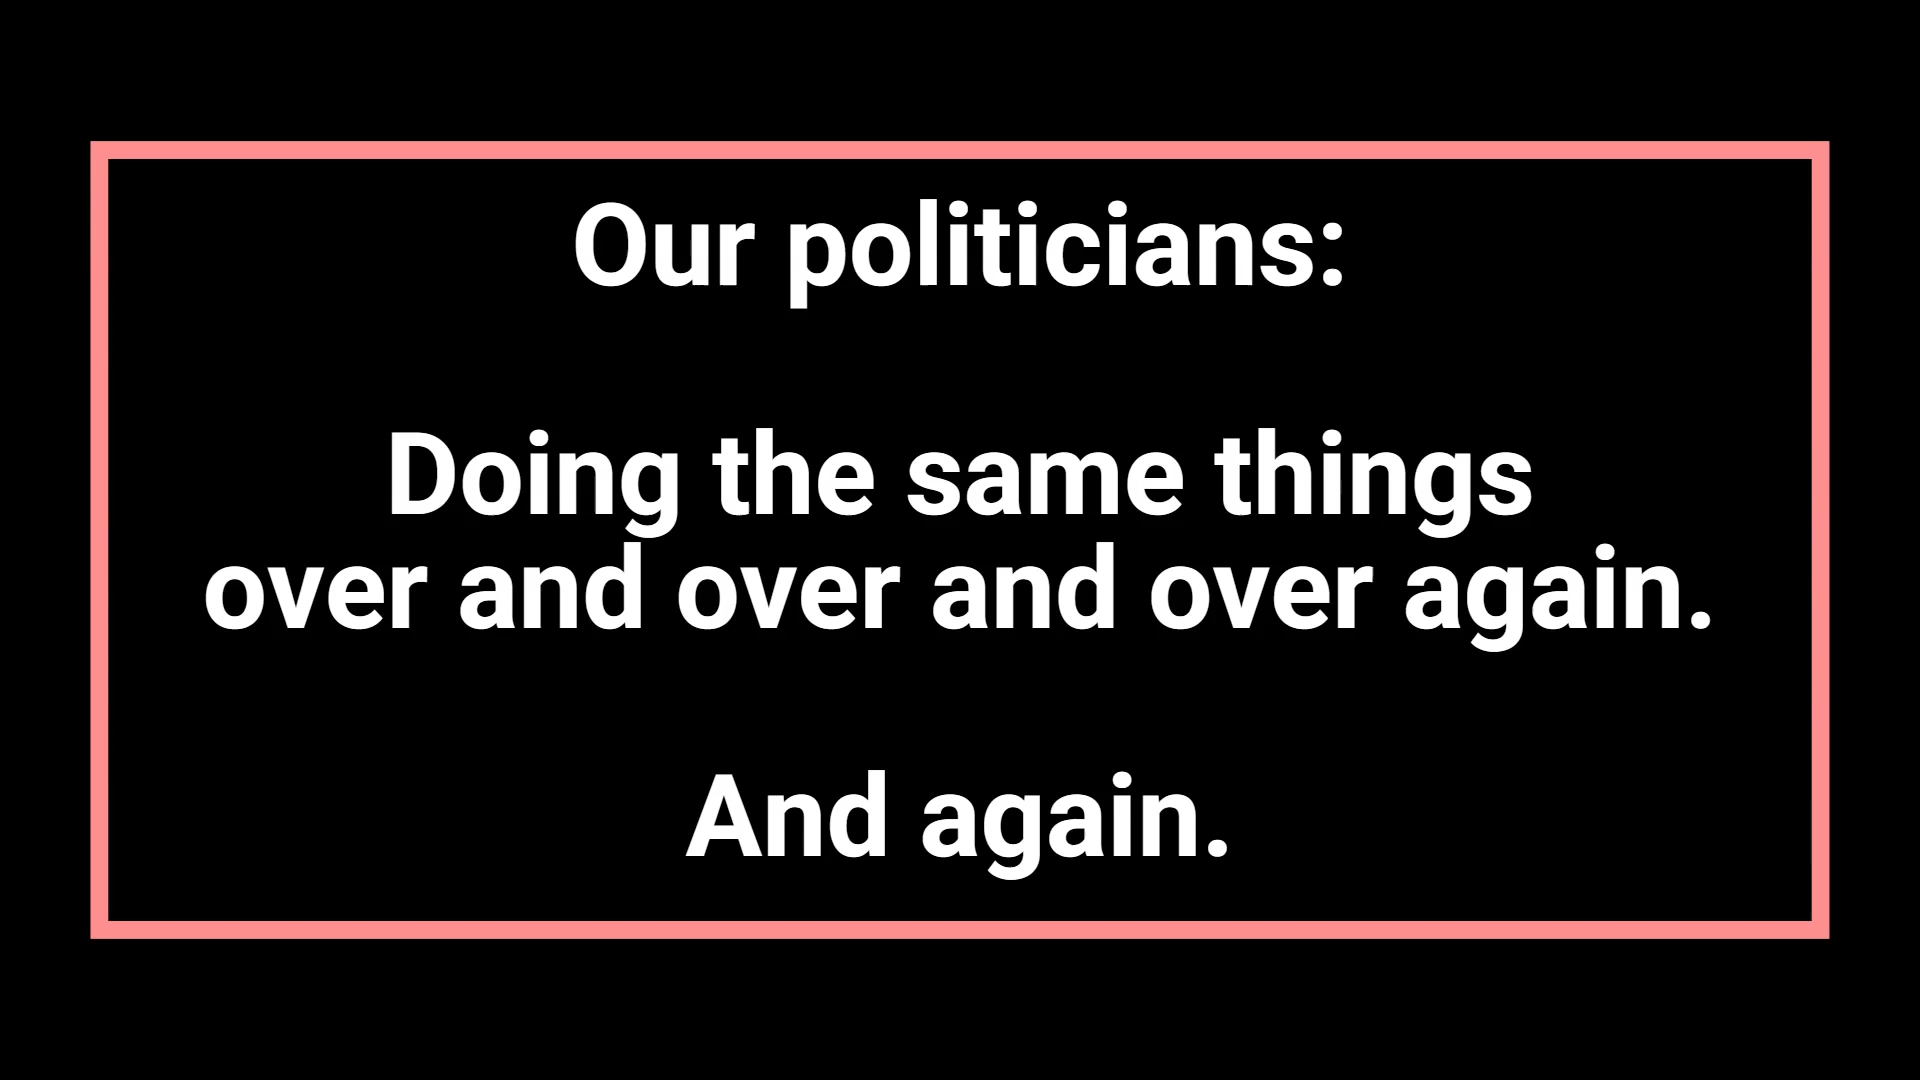 Our politicians:
Doing the same things
over and over and over again.
And again.